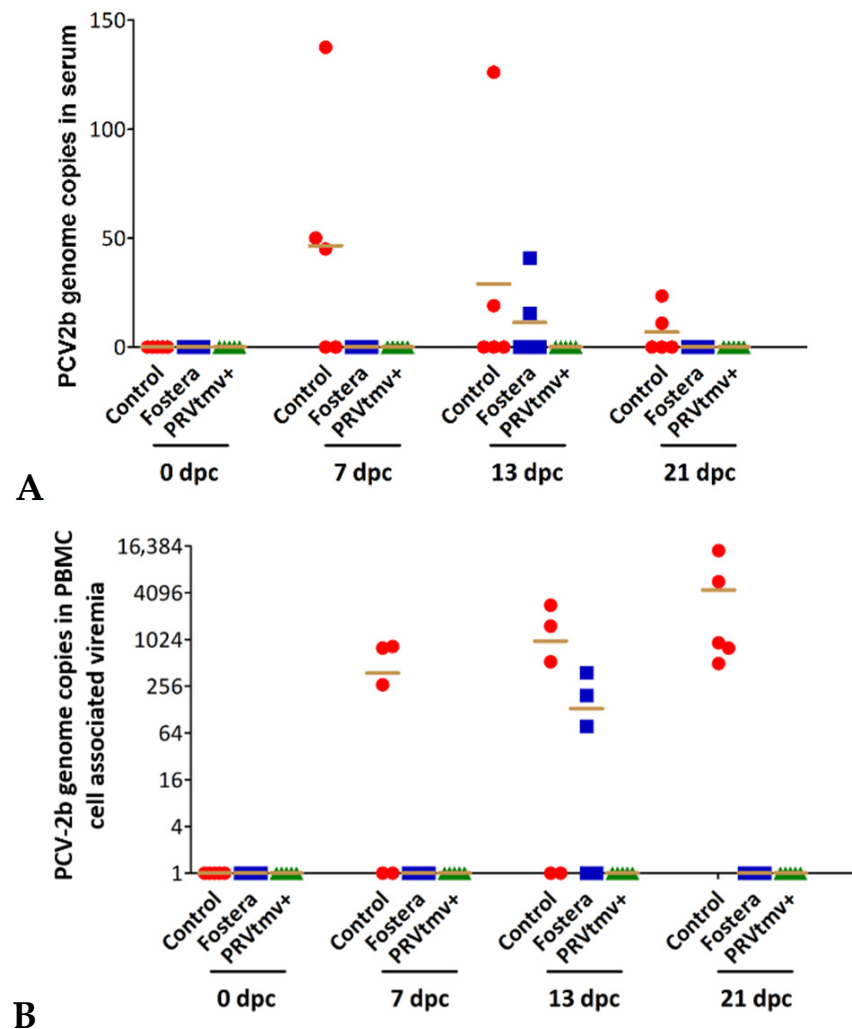 PCV2b genome copies in serum
150
100
50
0
Control Fostera PRVtmv+ Control Fostera PRVtmv+ Control Fostera PRVtmv+ Control Fostera PRVtmv+
0 dpc 7 dpc 13 dpc 21 dpc
A
PCV-2b genome copies in PBMC
cell associated viremia
16,384
4096
1024
256
64
16
4
1
Control Fostera PRVtmv+ Control Fostera PRVtmv+ Control Fostera PRVtmv+ Control Fostera PRVtmv+
0 dpc 7 dpc 13 dpc 21 dpc
B